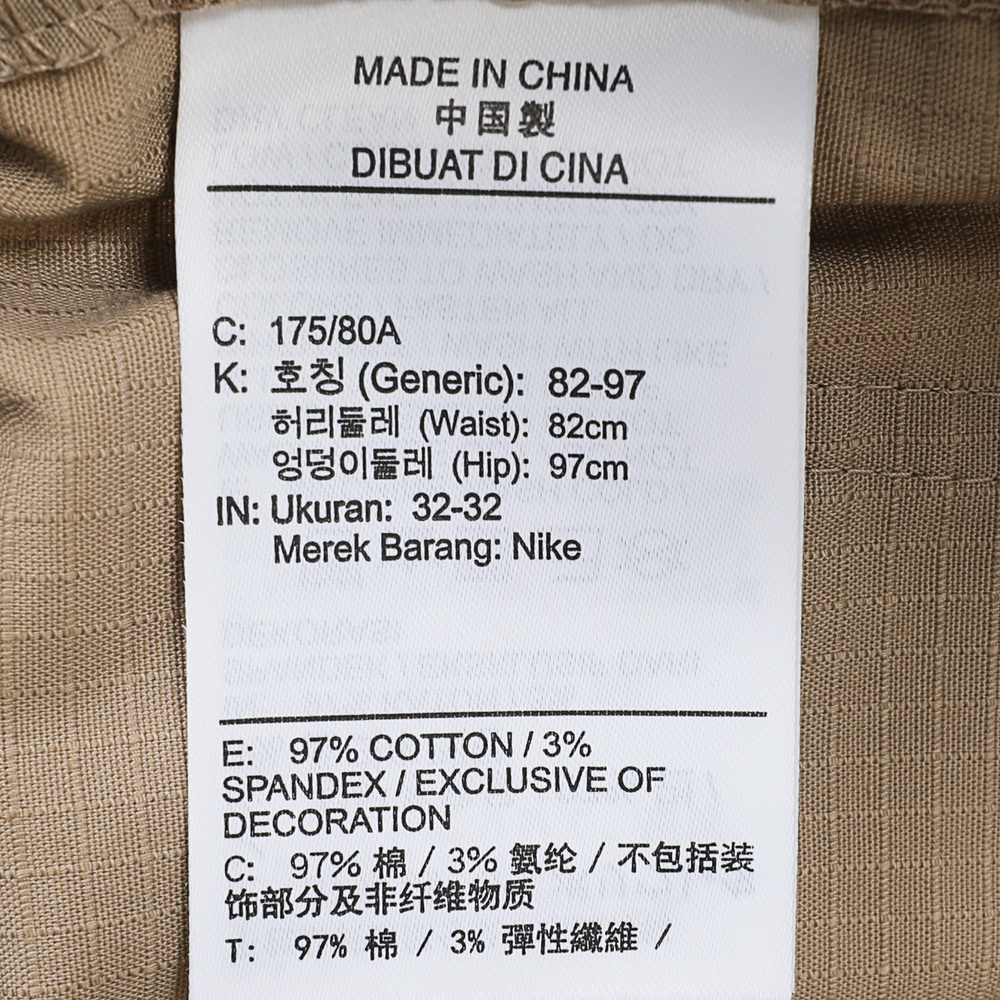 MADE IN CHINA
中国製
DIBUAT DI CINA
C: 175/80A
K: 호칭 (Generic): 82-97
허리둘레 (Waist): 82cm
엉덩이둘레 (Hip): 97cm
IN: Ukuran: 32-32
Merek Barang: Nike
E: 97% COTTON / 3%
SPANDEX / EXCLUSIVE OF
DECORATION
C: 97% 棉 / 3% 氨纶 / 不包括装
饰部分及非纤维物质
T: 97% 棉 / 3% 彈性纖維 /